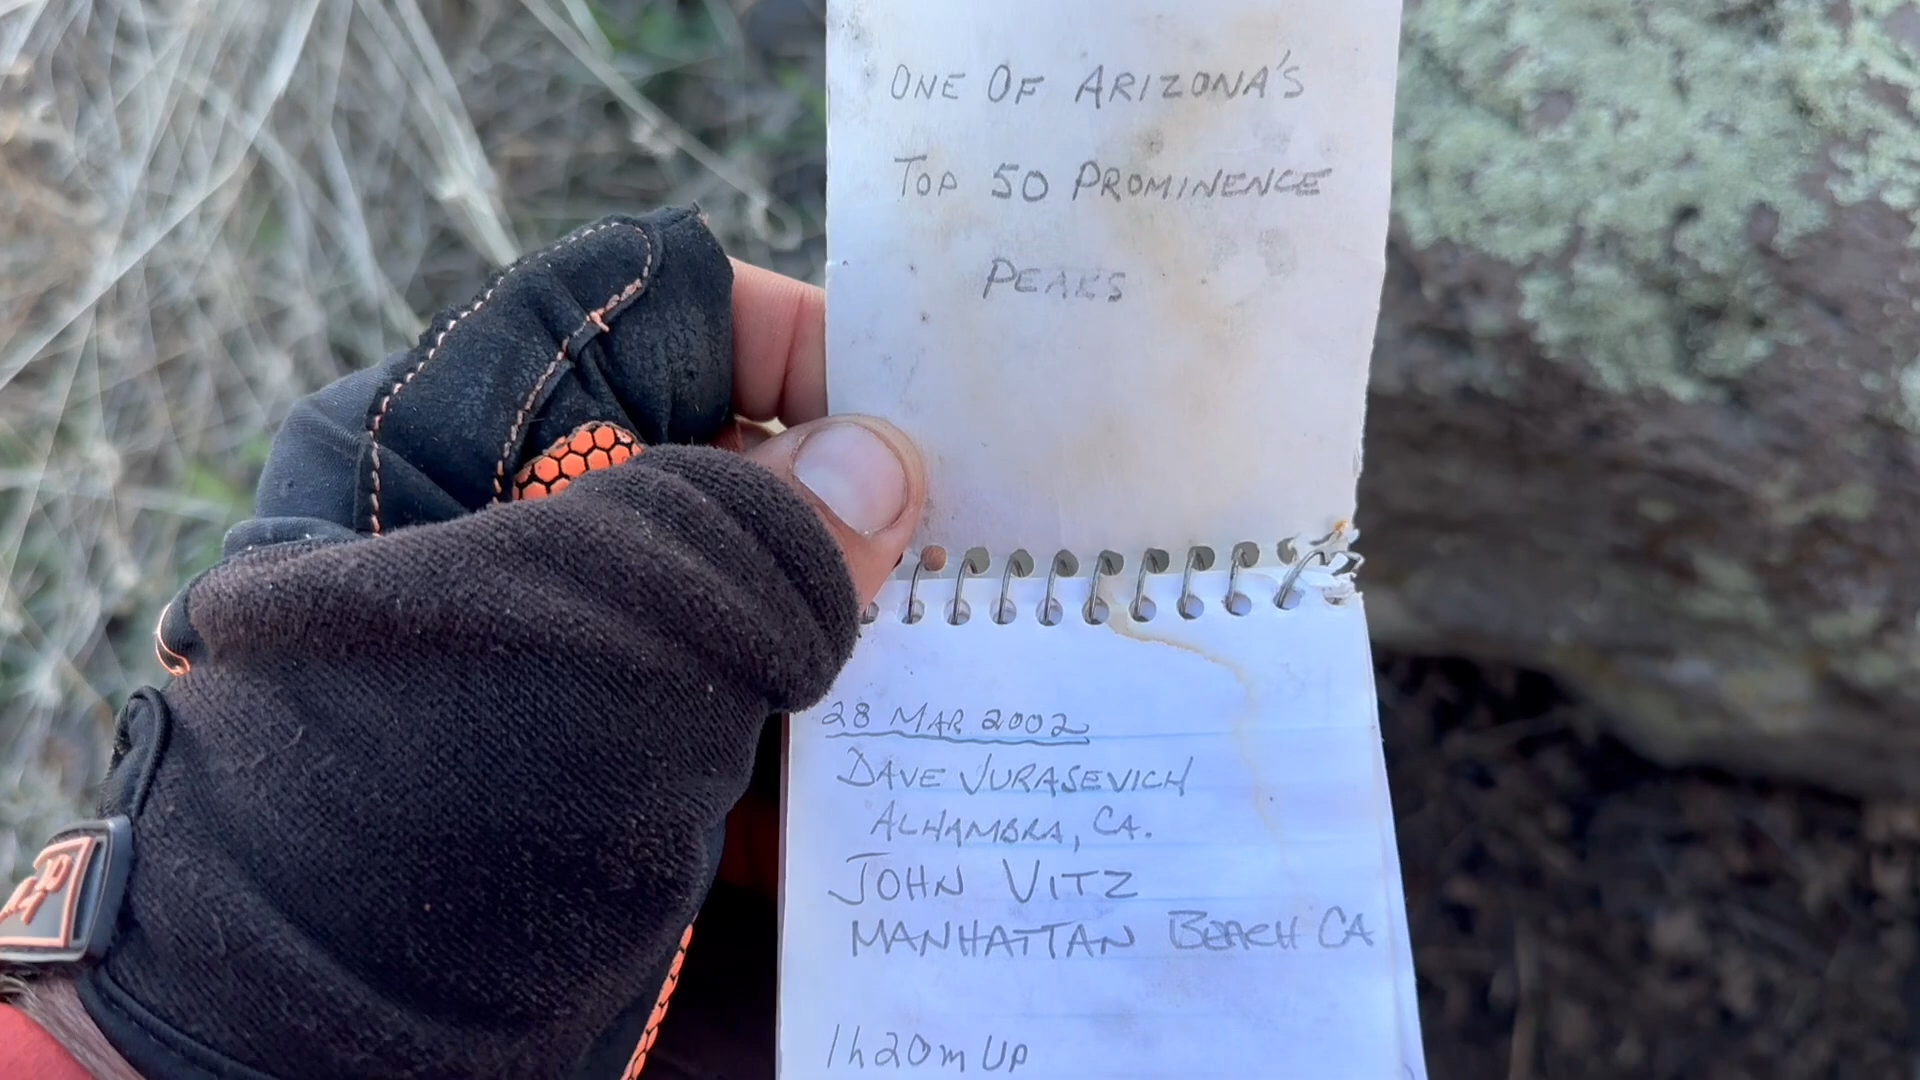 ONE OF ARIZONA'S
TOP 50 PROMINENCE
PEAKS
28 MAR 2002
DAVE JURASEVICH
ALHAMBRA, CA.
JOHN VITZ
MANHATTAN BEACH CA
1h20m UP